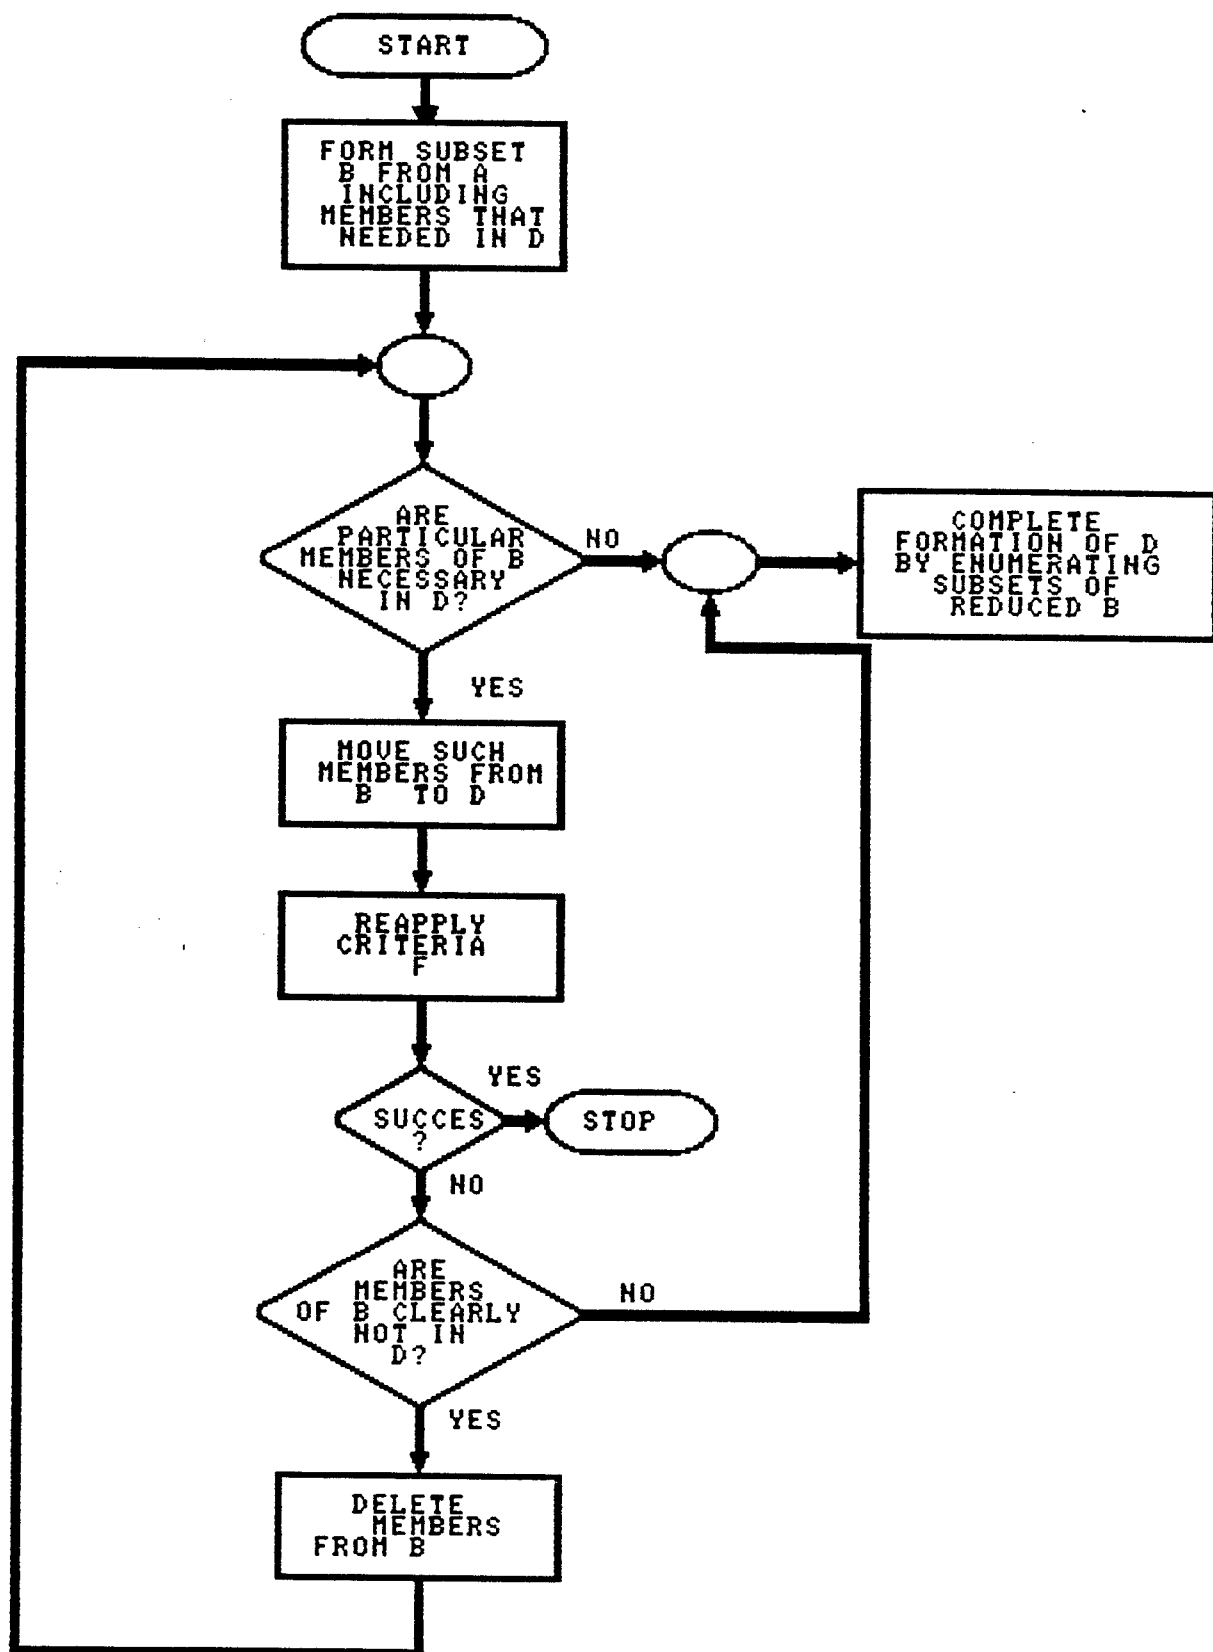 START
FORM SUBSET
B FROM A
INCLUDING
MEMBERS THAT
NEEDED IN D
ARE
PARTICULAR
MEMBERS OF B
NECESSARY
IN D?
NO
COMPLETE
FORMATION OF D
BY ENUMERATING
SUBSETS OF
REDUCED B
YES
MOVE SUCH
MEMBERS FROM
B TO D
REAPPLY
CRITERIA
F
YES
SUCCES
?
STOP
NO
ARE
MEMBERS
OF B CLEARLY
NOT IN
D?
NO
YES
DELETE
MEMBERS
FROM B